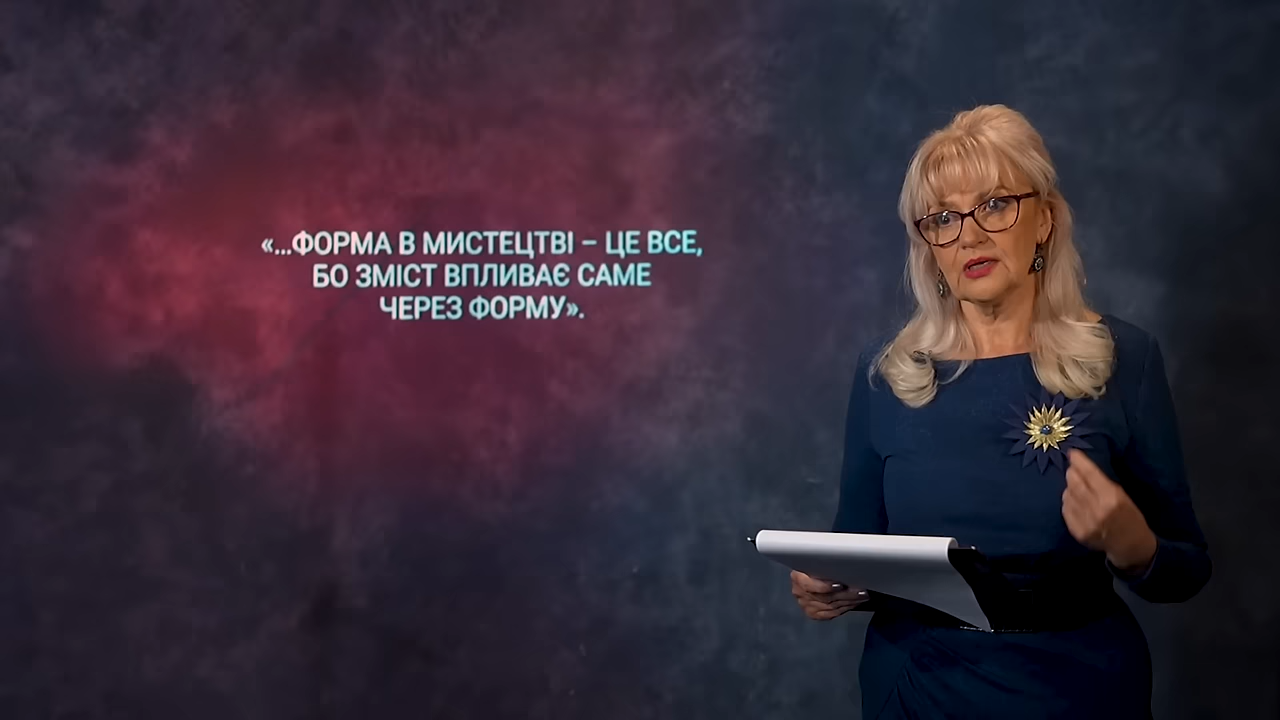 «...ФОРМА В МИСТЕЦТВІ – ЦЕ ВСЕ,
БО ЗМІСТ ВПЛИВАЄ САМЕ
ЧЕРЕЗ ФОРМУ».